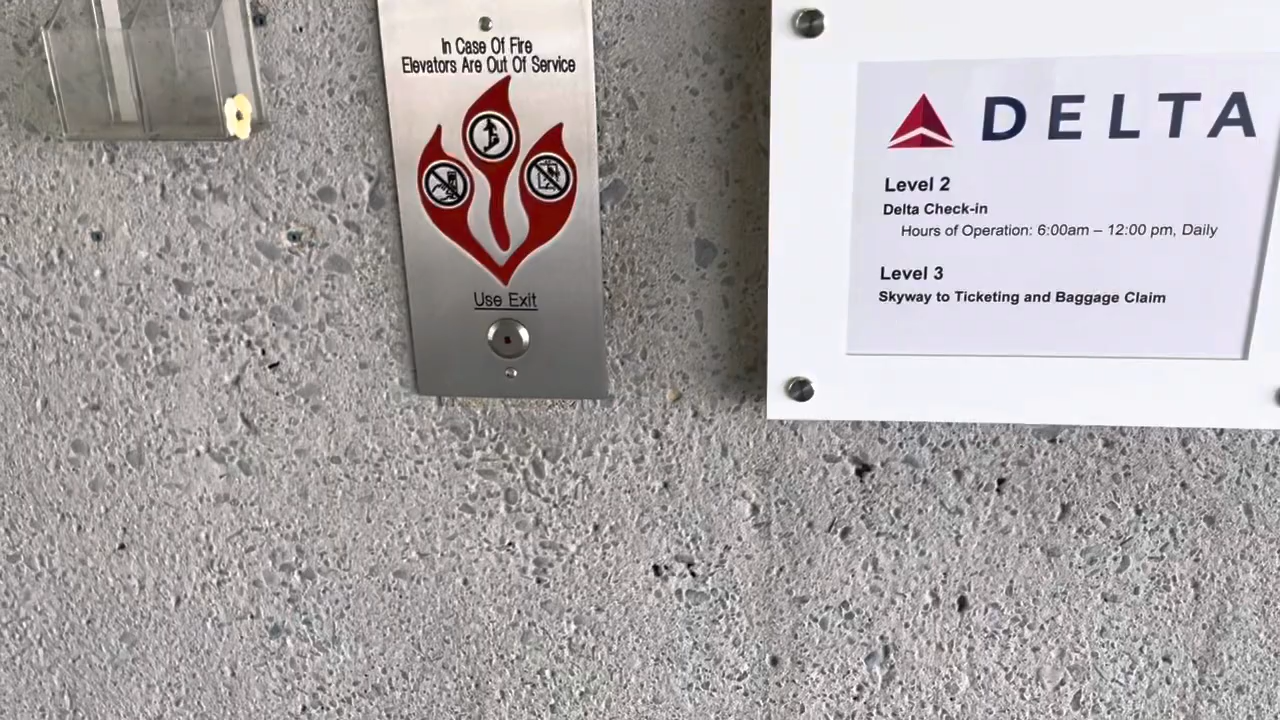 In Case Of Fire
Elevators Are Out Of Service
Use Exit
DELTA
Level 2
Delta Check-in
Hours of Operation: 6:00am – 12:00 pm, Daily
Level 3
Skyway to Ticketing and Baggage Claim